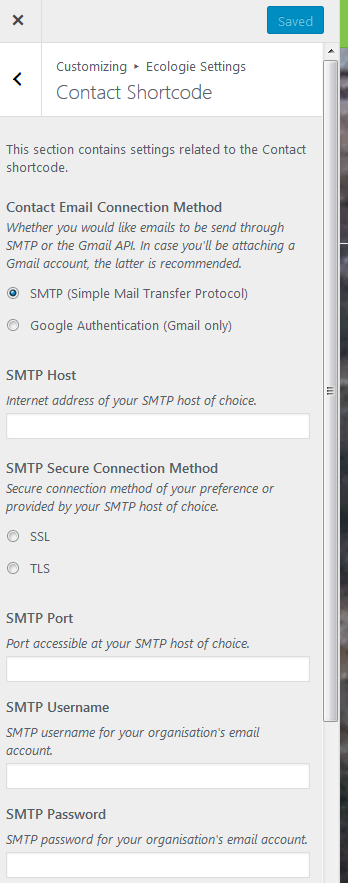 Saved
Customizing ▸ Ecologie Settings
Contact Shortcode
This section contains settings related to the Contact
shortcode.
Contact Email Connection Method
Whether you would like emails to be send through
SMTP or the Gmail API. In case you'll be attaching a
Gmail account, the latter is recommended.
SMTP (Simple Mail Transfer Protocol)
Google Authentication (Gmail only)
SMTP Host
Internet address of your SMTP host of choice.
SMTP Secure Connection Method
Secure connection method of your preference or
provided by your SMTP host of choice.
SSL
TLS
SMTP Port
Port accessible at your SMTP host of choice.
SMTP Username
SMTP username for your organisation's email
account.
SMTP Password
SMTP password for your organisation's email account.